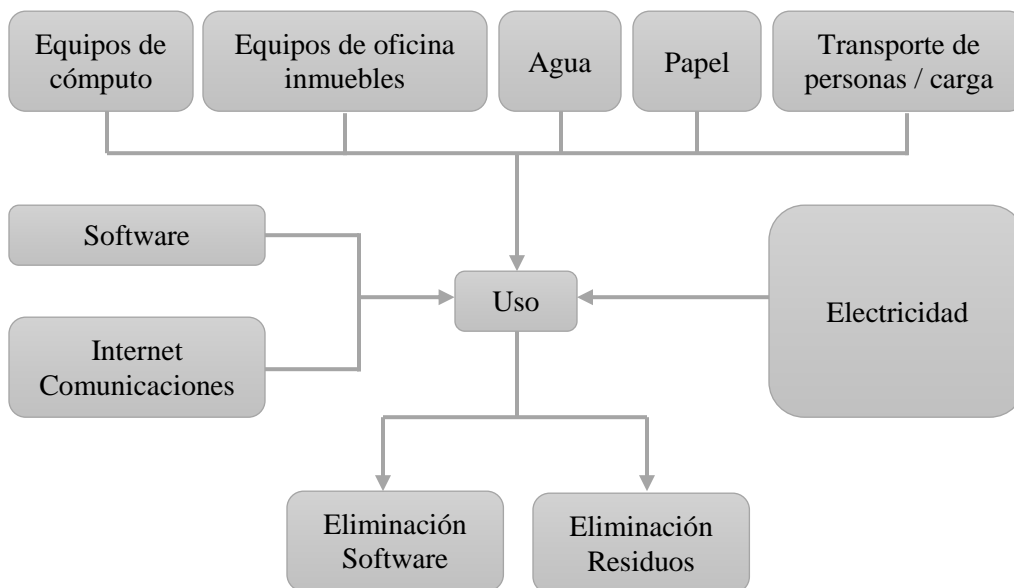 Equipos de
cómputo
Equipos de oficina
inmuebles
Agua
Papel
Transporte de
personas / carga
Software
Uso
Electricidad
Internet
Comunicaciones
Eliminación
Software
Eliminación
Residuos